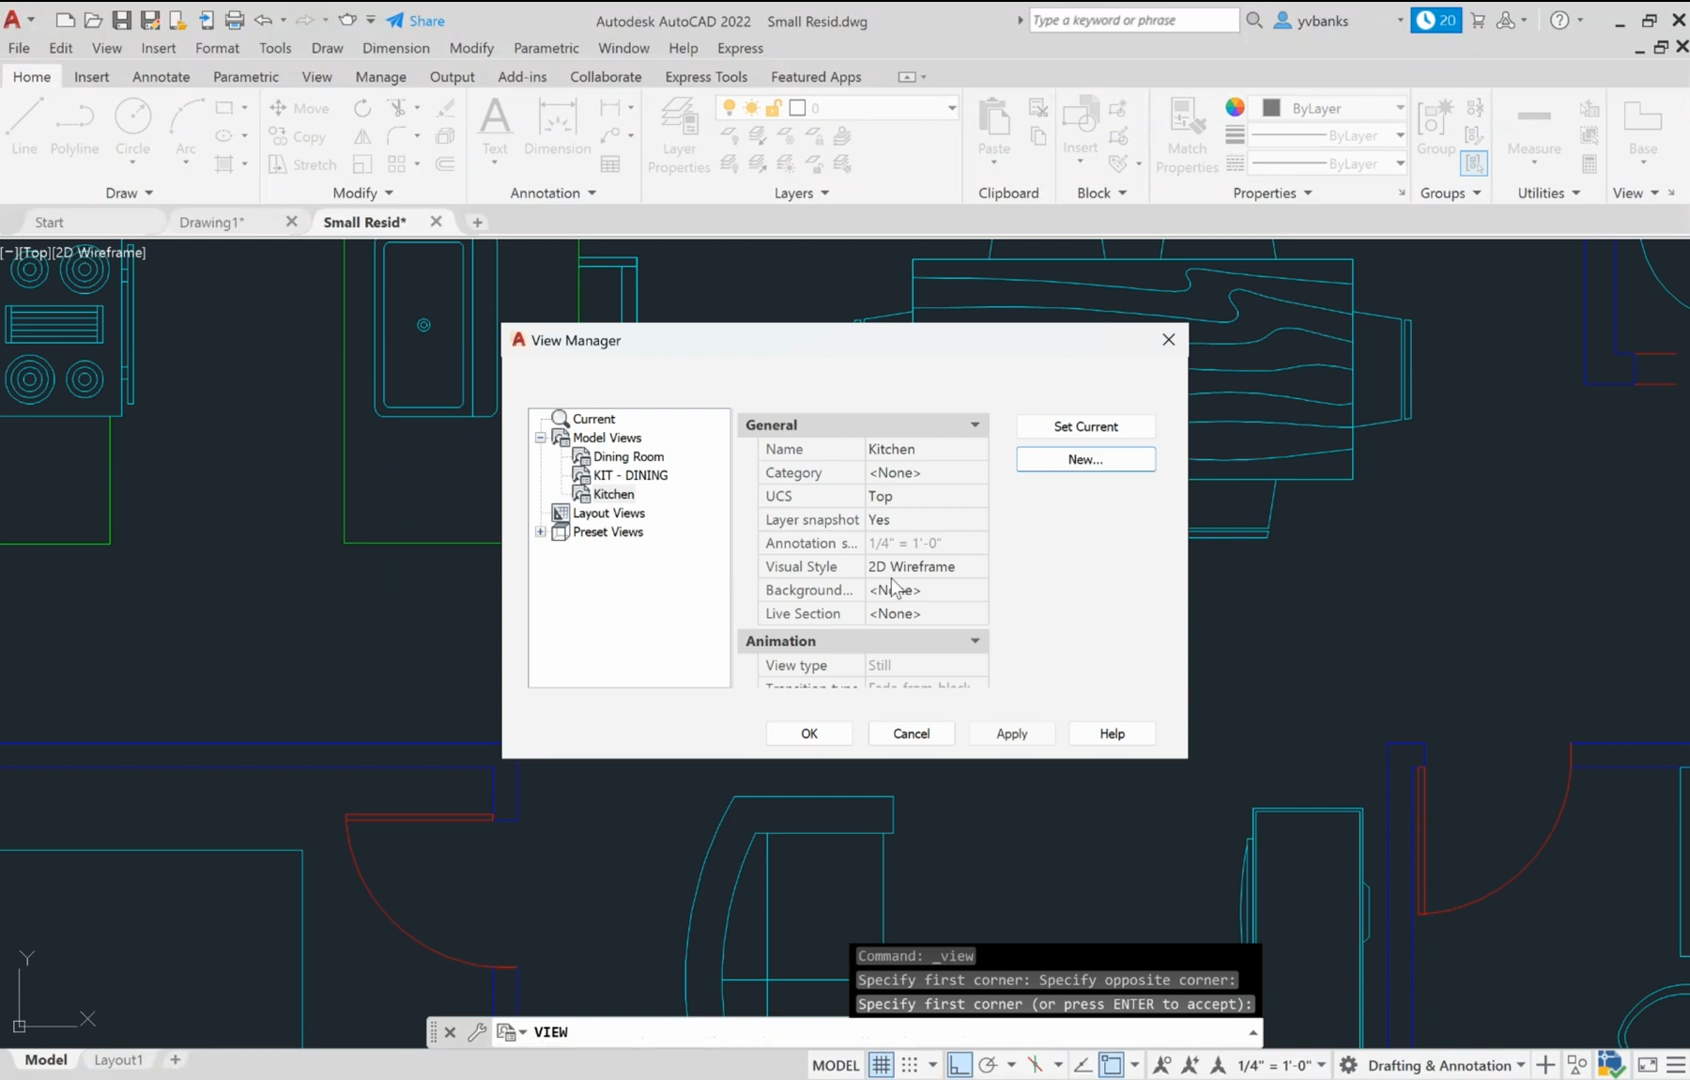 Share
Autodesk AutoCAD 2022 Small Resid.dwg
Type a keyword or phrase
yvbanks
20
File Edit View Insert Format Tools Draw Dimension Modify Parametric Window Help Express
Home Insert Annotate Parametric View Manage Output Add-ins Collaborate Express Tools Featured Apps
Line Polyline Circle Arc
Move
Copy
Stretch
Text Dimension
Layer Properties
0
Paste
Insert
Match Properties
ByLayer
ByLayer
ByLayer
Group
Measure
Base
Draw Modify Annotation Layers Clipboard Block Properties Groups Utilities View
Start Drawing1* Small Resid*
[−][Top][2D Wireframe]
View Manager
Current
Model Views
Dining Room
KIT - DINING
Kitchen
Layout Views
Preset Views
General
Name Kitchen
Category <None>
UCS Top
Layer snapshot Yes
Annotation s... 1/4" = 1'-0"
Visual Style 2D Wireframe
Background... <None>
Live Section <None>
Animation
View type Still
Set Current
New...
OK Cancel Apply Help
Y
X
Command: _view
Specify first corner: Specify opposite corner:
Specify first corner (or press ENTER to accept):
VIEW
Model Layout1
MODEL 1/4" = 1'-0" Drafting & Annotation